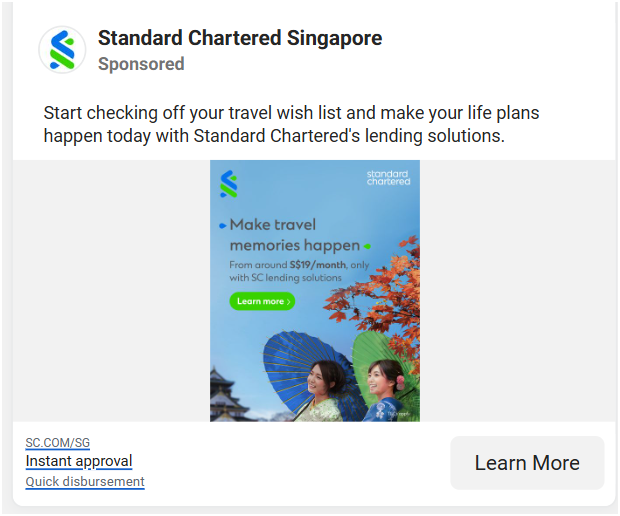 Standard Chartered Singapore
Sponsored
Start checking off your travel wish list and make your life plans
happen today with Standard Chartered's lending solutions.
standard
chartered
Make travel
memories happen
From around S$19/month, only
with SC lending solutions
Learn more
SC.COM/SG
Instant approval
Quick disbursement
Learn More